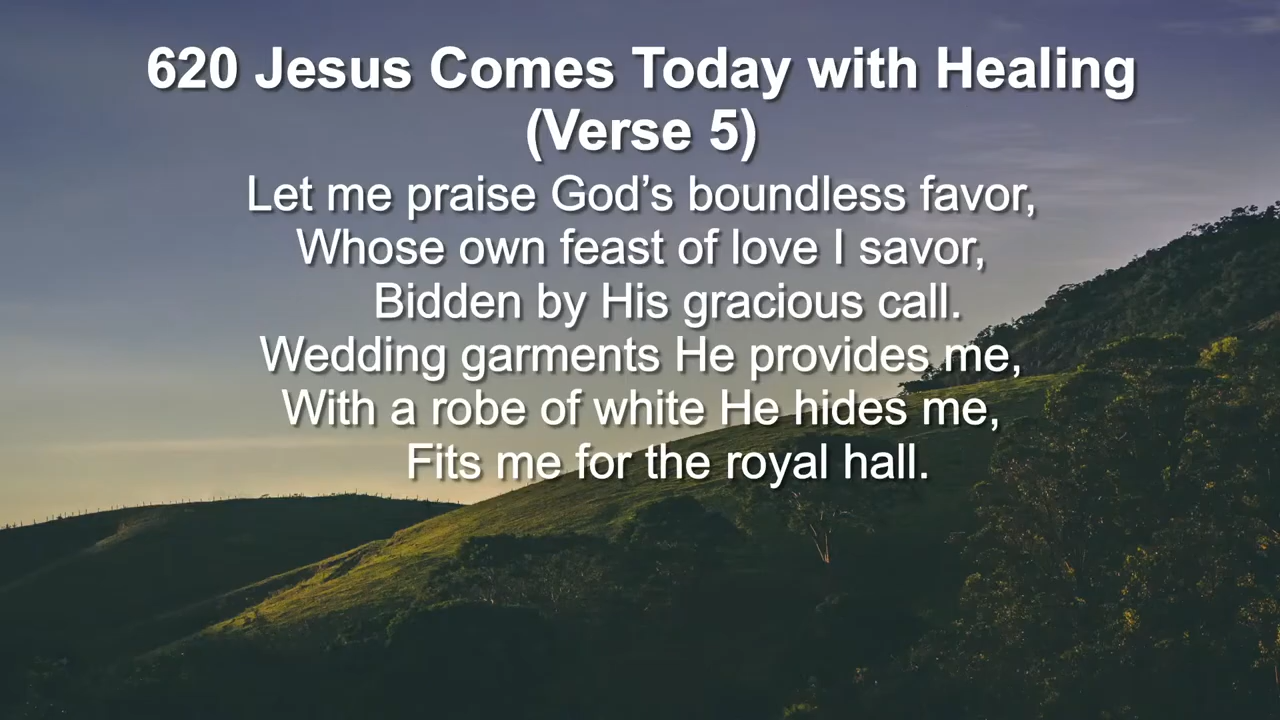 620 Jesus Comes Today with Healing
(Verse 5)
Let me praise God’s boundless favor,
Whose own feast of love I savor,
Bidden by His gracious call.
Wedding garments He provides me,
With a robe of white He hides me,
Fits me for the royal hall.